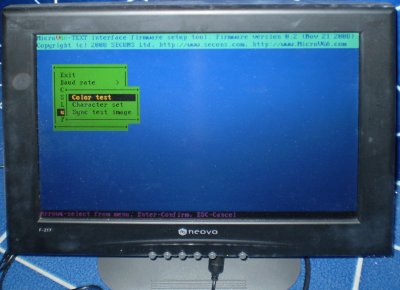 MicroVGA-TEXT Interface firmware setup tool. Firmware version 0.2 (Nov 21 2008)
Copyright (c) 2008 SECONS Ltd. http://www.secons.com, http://www.MicroVGA.com
Exit
Baud rate >
C
S
L
T
Color test
Character set
Sync test image
Arrows-select from menu, Enter-Confirm, ESC-Cancel
F-217
neovo